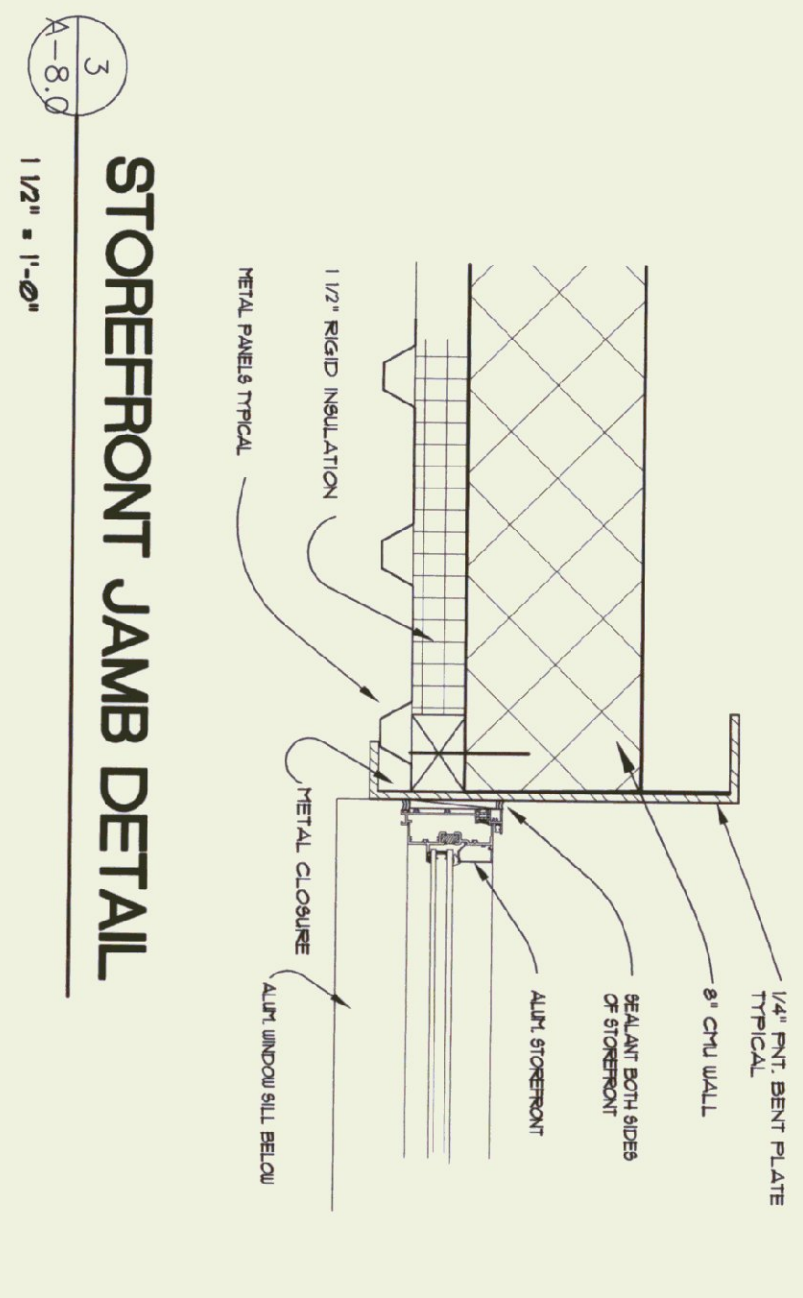 1/4" PNT. BENT PLATE
TYPICAL
8" CMU WALL
SEALANT BOTH SIDES
OF STOREFRONT
ALUM. STOREFRONT
ALUM. WINDOW SILL BELOW
METAL CLOSURE
1 1/2" RIGID INSULATION
METAL PANELS TYPICAL
3
A-8.0
STOREFRONT JAMB DETAIL
1 1/2" = 1'-0"